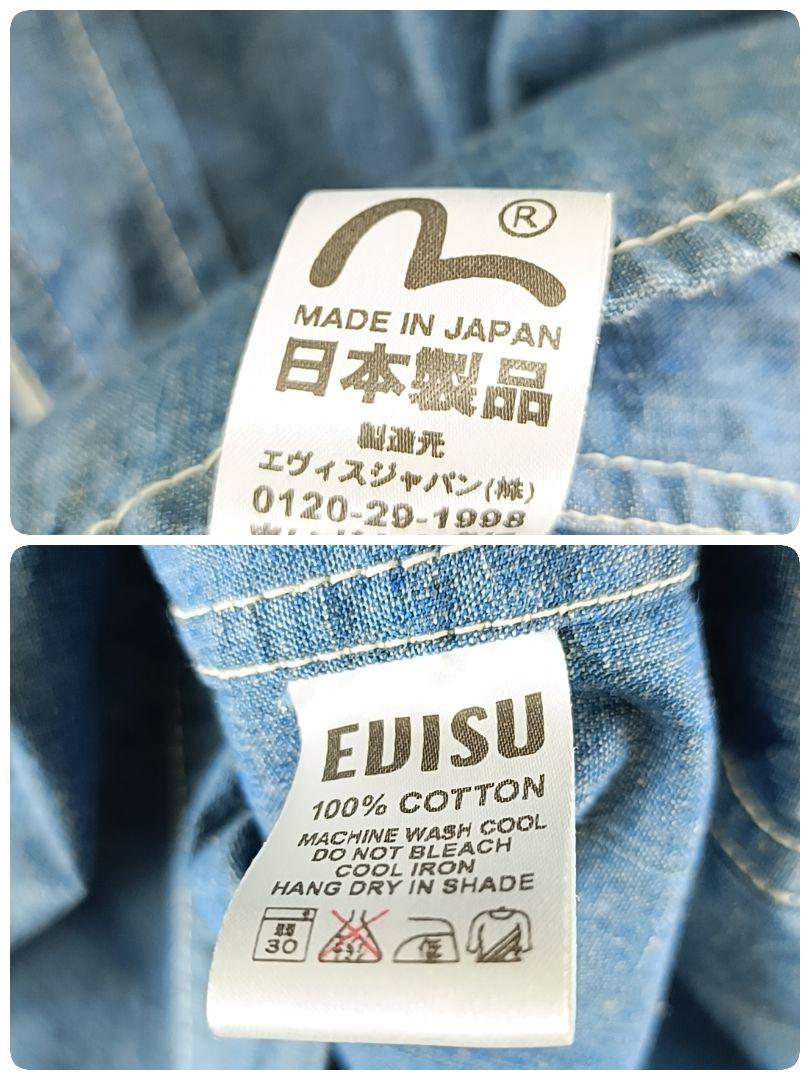 ®
MADE IN JAPAN
日本製品
製造元
エヴィスジャパン(株)
0120-29-1998
EVISU
100% COTTON
MACHINE WASH COOL
DO NOT BLEACH
COOL IRON
HANG DRY IN SHADE
弱
30
低